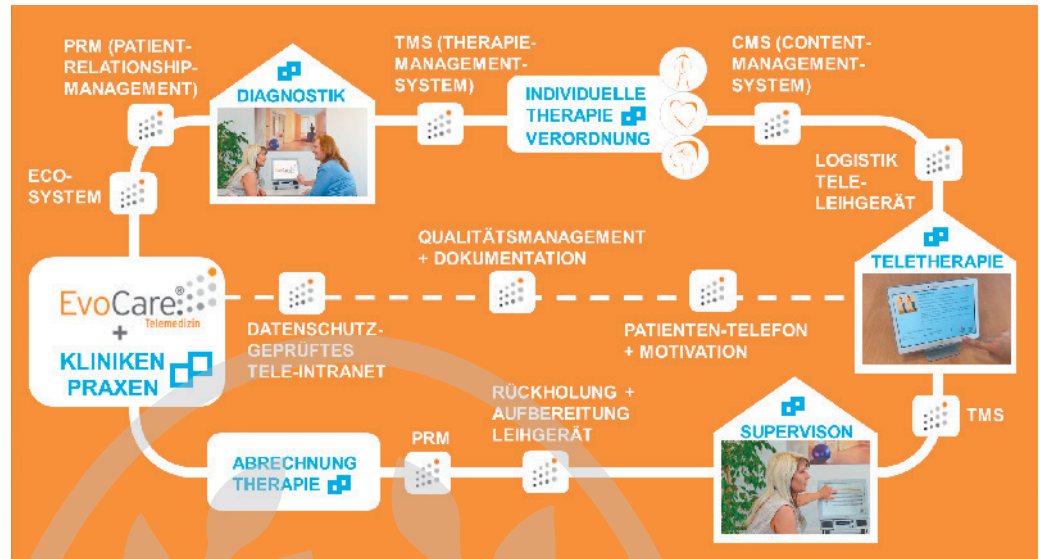 PRM (PATIENT-
RELATIONSHIP-
MANAGEMENT)
DIAGNOSTIK
TMS (THERAPIE-
MANAGEMENT-
SYSTEM)
INDIVIDUELLE
THERAPIE
VERORDNUNG
CMS (CONTENT-
MANAGEMENT-
SYSTEM)
ECO-
SYSTEM
EvoCare
LOGISTIK
TELE-
LEIHGERÄT
QUALITÄTSMANAGEMENT
+ DOKUMENTATION
TELETHERAPIE
EvoCare®
Telemedizin
+
KLINIKEN
PRAXEN
DATENSCHUTZ-
GEPRÜFTES
TELE-INTRANET
PATIENTEN-TELEFON
+ MOTIVATION
RÜCKHOLUNG +
AUFBEREITUNG
LEIHGERÄT
TMS
SUPERVISON
PRM
ABRECHNUNG
THERAPIE